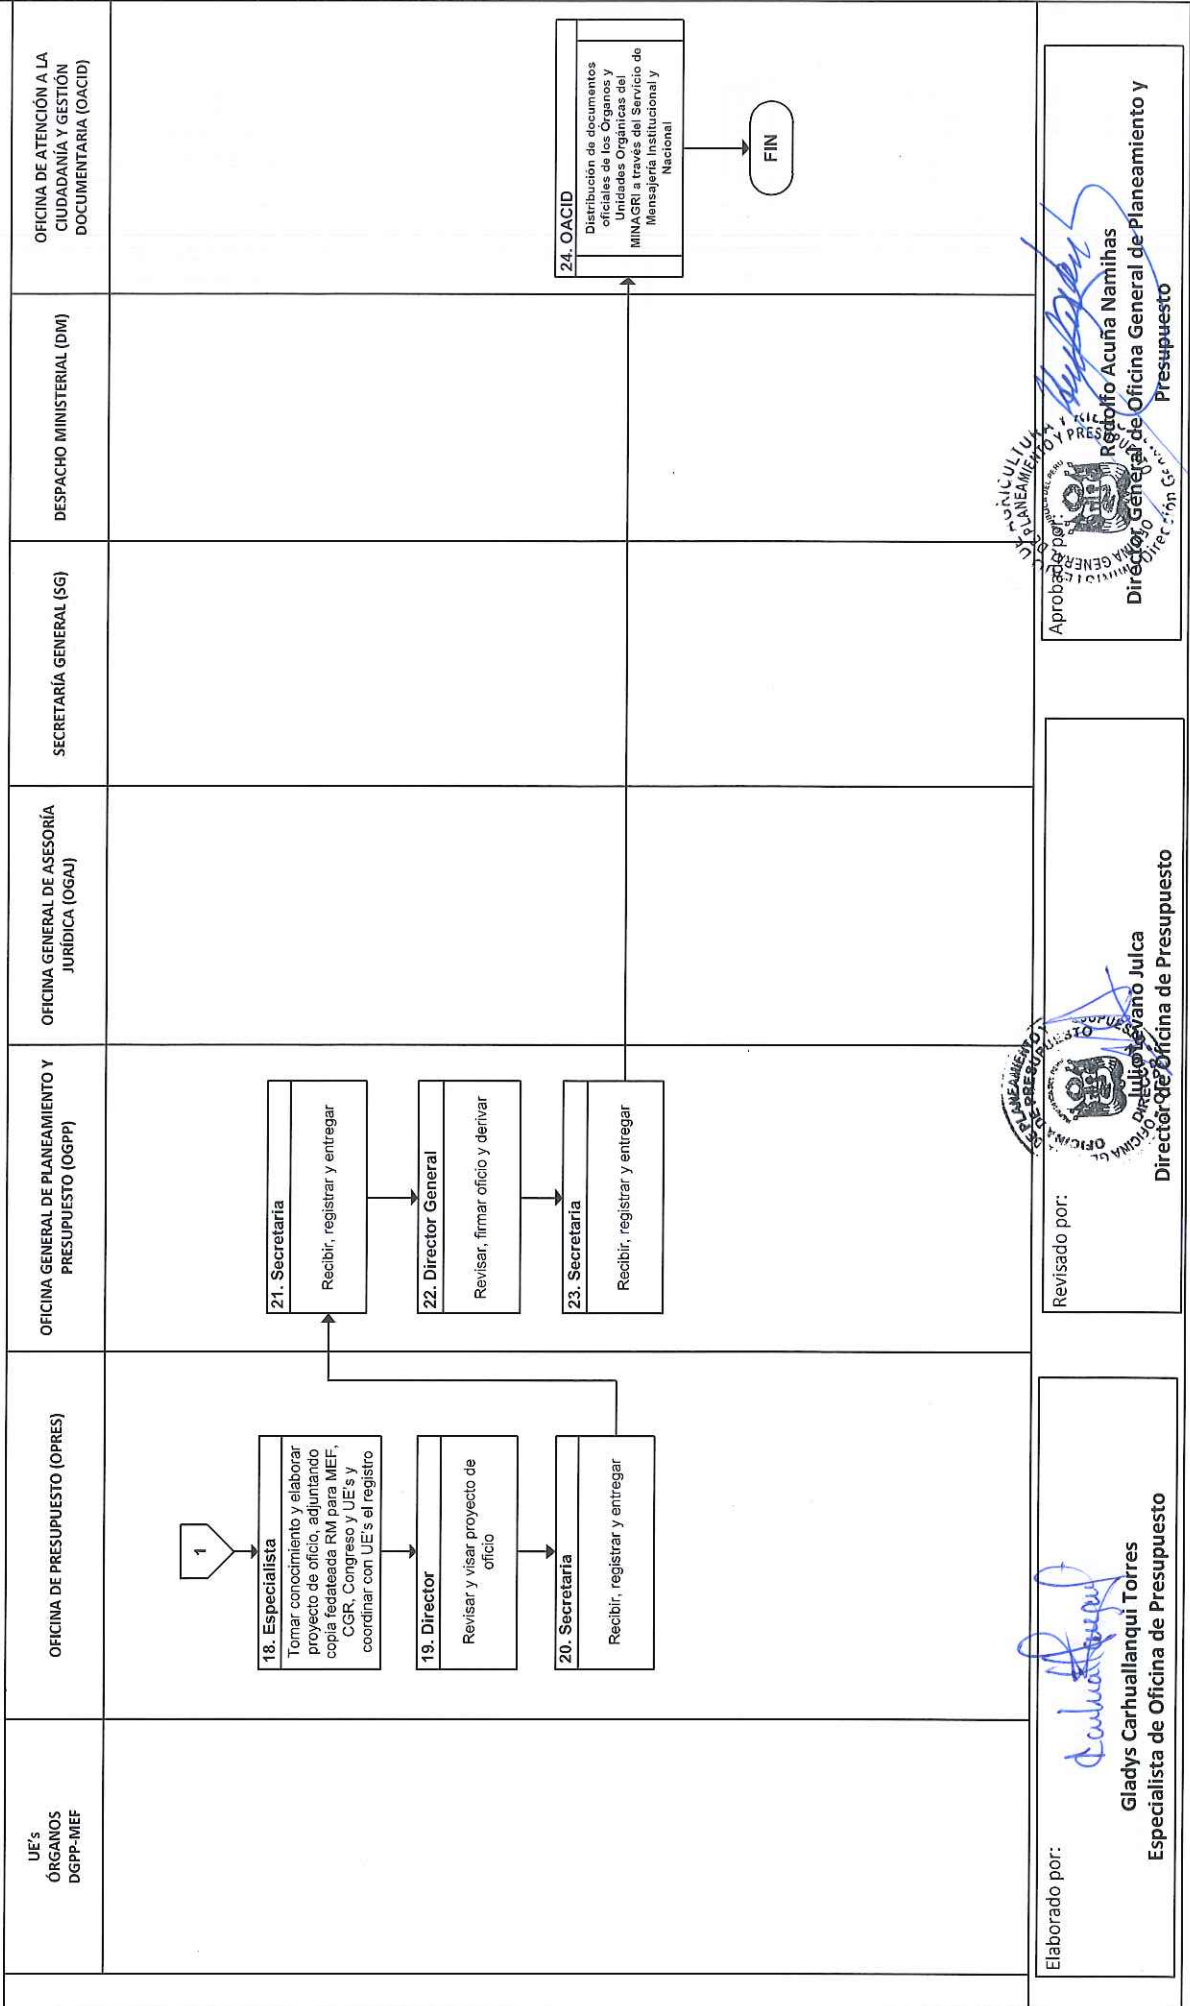 UE's
ÓRGANOS
DGPP-MEF
OFICINA DE PRESUPUESTO (OPRES)
OFICINA GENERAL DE PLANEAMIENTO Y
PRESUPUESTO (OGPP)
OFICINA GENERAL DE ASESORÍA
JURÍDICA (OGAJ)
SECRETARÍA GENERAL (SG)
DESPACHO MINISTERIAL (DM)
OFICINA DE ATENCIÓN A LA
CIUDADANÍA Y GESTIÓN
DOCUMENTARIA (OACID)
1
18. Especialista
Tomar conocimiento y elaborar
proyecto de oficio, adjuntando
copia fedateada RM para MEF,
CGR, Congreso y UE's y
coordinar con UE's el registro
19. Director
Revisar y visar proyecto de
oficio
20. Secretaria
Recibir, registrar y entregar
21. Secretaria
Recibir, registrar y entregar
22. Director General
Revisar, firmar oficio y derivar
23. Secretaria
Recibir, registrar y entregar
24. OACID
Distribución de documentos
oficiales de los Órganos y
Unidades Orgánicas del
MINAGRI a través del Servicio de
Mensajería Institucional y
Nacional
FIN
Elaborado por:
Gladys Carhuallanqui Torres
Especialista de Oficina de Presupuesto
Revisado por:
OFICINA DE PRESUPUESTO
Levano Julca
Director de Oficina de Presupuesto
Aprobado por:
Rodolfo Acuña Namihas
Director General de Oficina General de Planeamiento y
Presupuesto